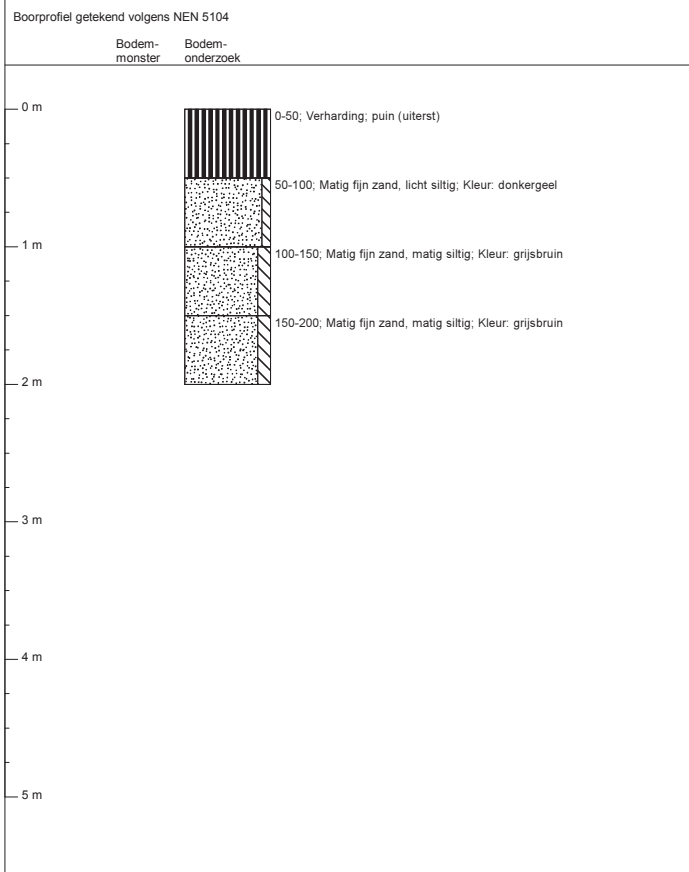 Boorprofiel getekend volgens NEN 5104
Bodem-
monster
Bodem-
onderzoek
0 m
0-50; Verharding; puin (uiterst)
50-100; Matig fijn zand, licht siltig; Kleur: donkergeel
1 m
100-150; Matig fijn zand, matig siltig; Kleur: grijsbruin
150-200; Matig fijn zand, matig siltig; Kleur: grijsbruin
2 m
3 m
4 m
5 m